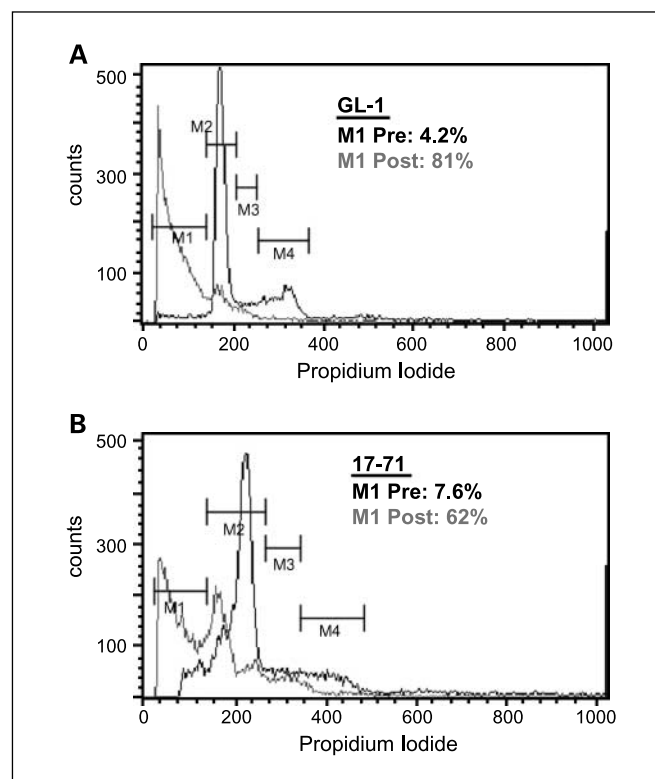 A
500
300
100
counts
M2
M3
M1
M4
GL-1
M1 Pre: 4.2%
M1 Post: 81%
0 200 400 600 800 1000
Propidium Iodide
B
500
300
100
counts
M2
M3
M1
M4
17-71
M1 Pre: 7.6%
M1 Post: 62%
0 200 400 600 800 1000
Propidium Iodide